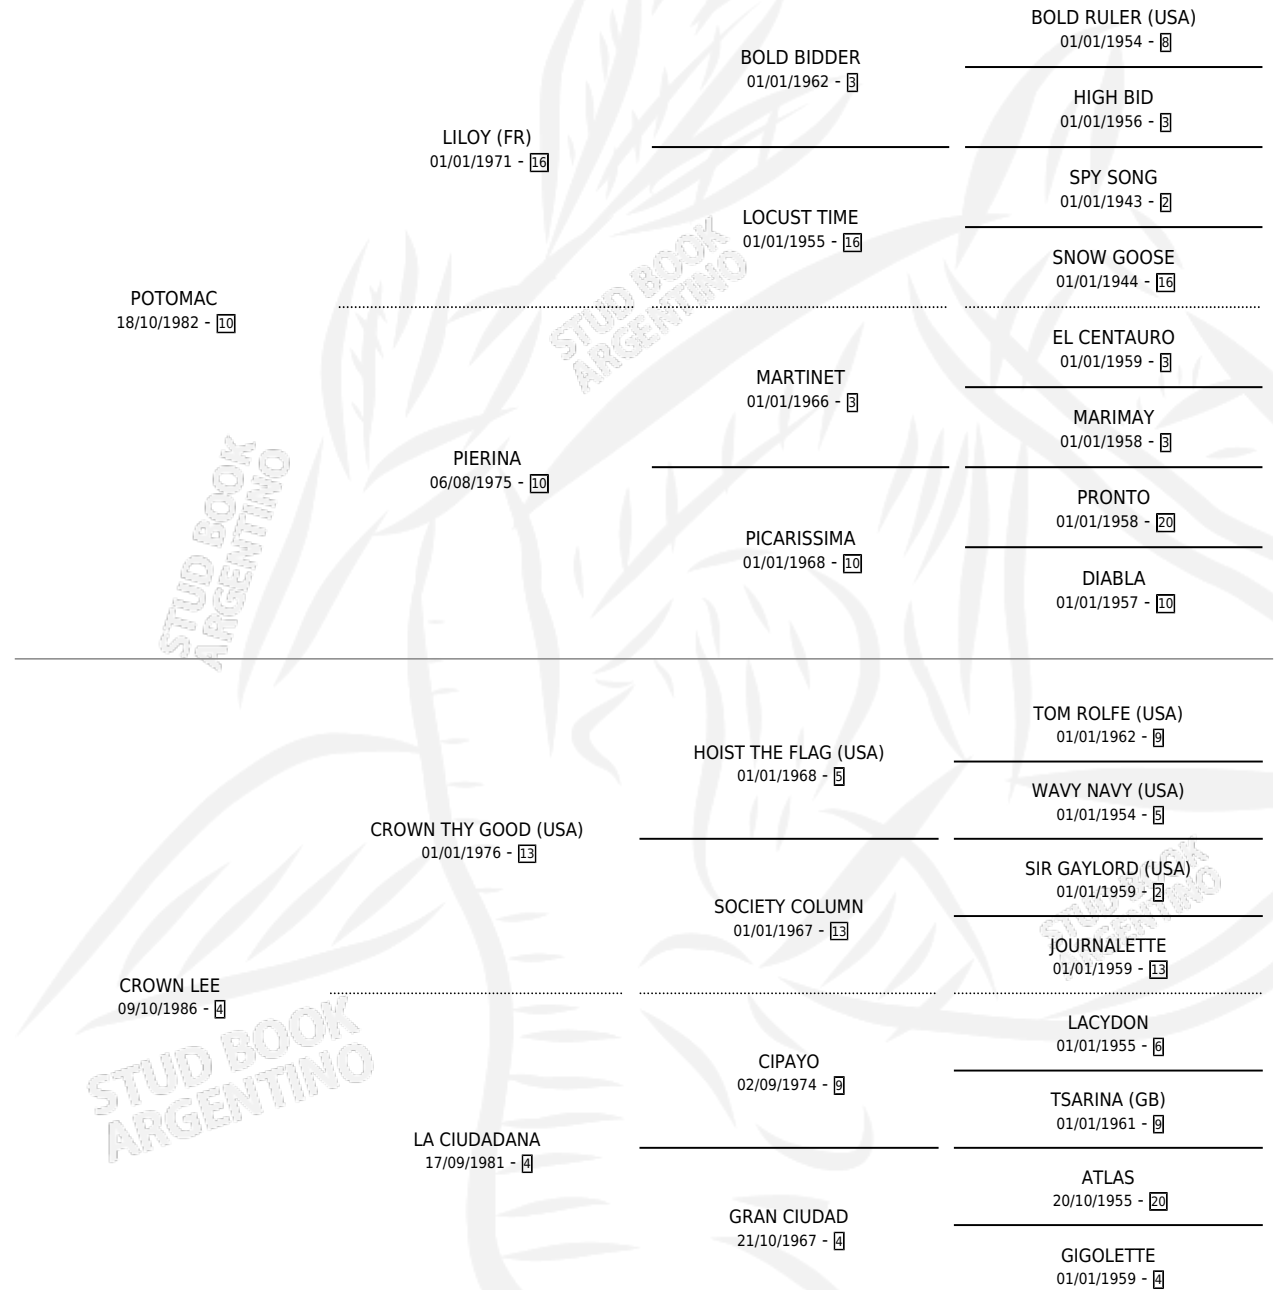 BOLD RULER (USA)
01/01/1954 - 8
BOLD BIDDER
01/01/1962 - 3
HIGH BID
01/01/1956 - 3
LILOY (FR)
01/01/1971 - 16
SPY SONG
01/01/1943 - 2
LOCUST TIME
01/01/1955 - 16
SNOW GOOSE
01/01/1944 - 16
POTOMAC
18/10/1982 - 10
STUD BOOK
ARGENTINO
EL CENTAURO
01/01/1959 - 3
MARTINET
01/01/1966 - 3
MARIMAY
01/01/1958 - 3
PIERINA
06/08/1975 - 10
PRONTO
01/01/1958 - 20
PICARISSIMA
01/01/1968 - 10
DIABLA
01/01/1957 - 10
STUD BOOK
ARGENTINO
TOM ROLFE (USA)
01/01/1962 - 9
HOIST THE FLAG (USA)
01/01/1968 - 5
WAVY NAVY (USA)
01/01/1954 - 5
CROWN THY GOOD (USA)
01/01/1976 - 13
SIR GAYLORD (USA)
01/01/1959 - 2
SOCIETY COLUMN
01/01/1967 - 13
STUD BOOK
ARGENTINO
JOURNALETTE
01/01/1959 - 13
CROWN LEE
09/10/1986 - 4
STUD BOOK
ARGENTINO
LACYDON
01/01/1955 - 6
CIPAYO
02/09/1974 - 9
TSARINA (GB)
01/01/1961 - 9
LA CIUDADANA
17/09/1981 - 4
ATLAS
20/10/1955 - 20
GRAN CIUDAD
21/10/1967 - 4
GIGOLETTE
01/01/1959 - 4